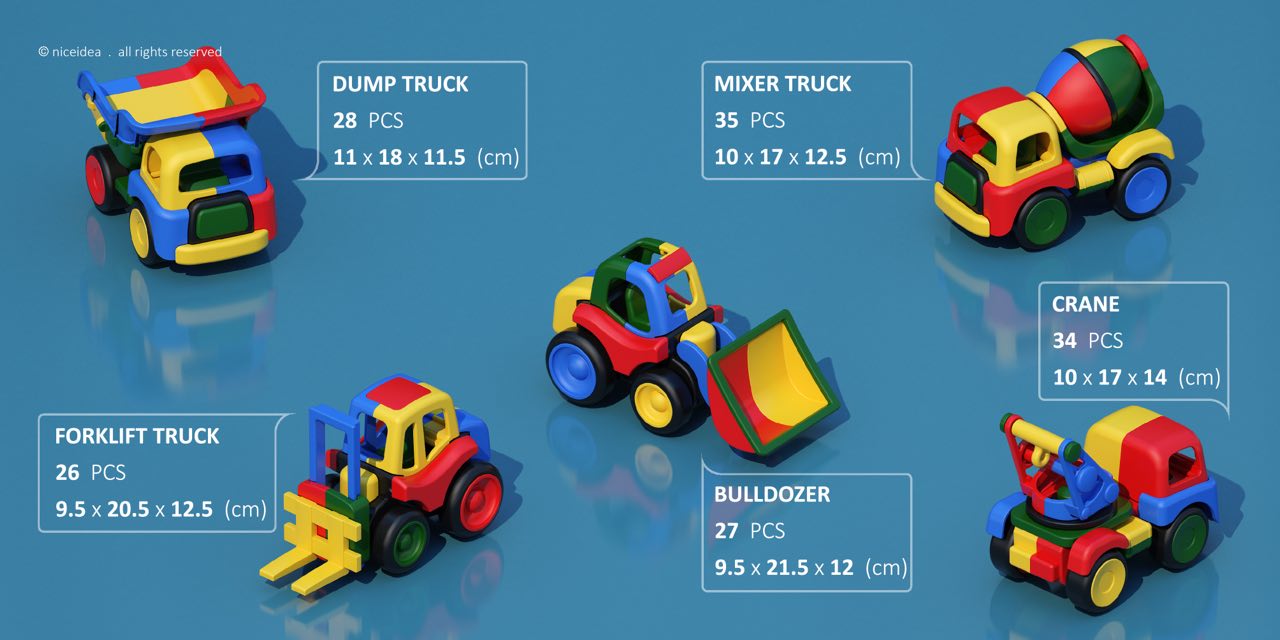 © niceidea . all rights reserved
DUMP TRUCK
28 PCS
11 x 18 x 11.5 (cm)
MIXER TRUCK
35 PCS
10 x 17 x 12.5 (cm)
CRANE
34 PCS
10 x 17 x 14 (cm)
FORKLIFT TRUCK
26 PCS
9.5 x 20.5 x 12.5 (cm)
BULLDOZER
27 PCS
9.5 x 21.5 x 12 (cm)